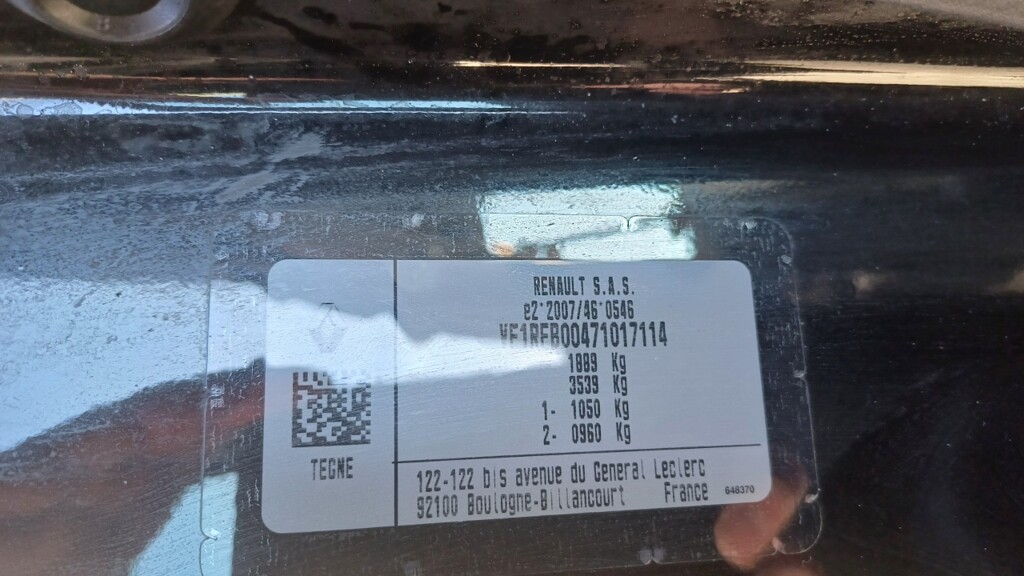 RENAULT S.A.S.
e2*2007/46*0546
VF1RFB00471017114
1889 Kg
3539 Kg
1- 1050 Kg
2- 0960 Kg
TEGNE
122-122 bis avenue du General Leclerc
92100 Boulogne-Billancourt France
646370